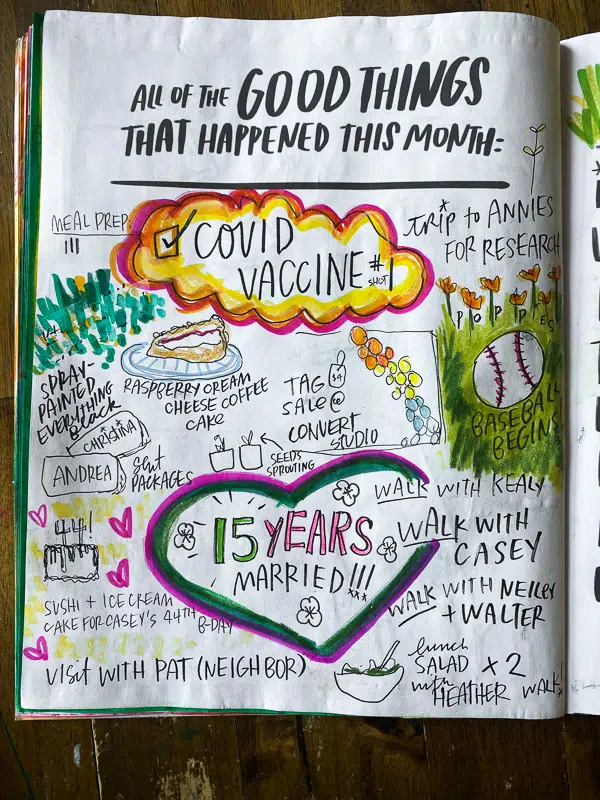 ALL OF THE GOOD THINGS
THAT HAPPENED THIS MONTH:
MEAL PREP
COVID
VACCINE #1
SHOT
TRIP to ANNIES
FOR RESEARCH
POPPIES
SPRAY-
PAINTED
EVERYTHING
Black
RASPBERRY CREAM
CHEESE COFFEE
CAKE
TAG
SALE @
CONVERT
STUDIO
BASEBALL
BEGINS
CHRISTINA
ANDREA
sent
PACKAGES
SEEDS
SPROUTING
15 YEARS
MARRIED!!!
WALK WITH KEALY
WALK WITH
CASEY
WALK WITH NEILEY
+ WALTER
44!
SUSHI + ICE CREAM
CAKE FOR CASEY'S 44TH
B-DAY
VISIT WITH PAT (NEIGHBOR)
lunch
SALAD x 2
with
HEATHER WALK!